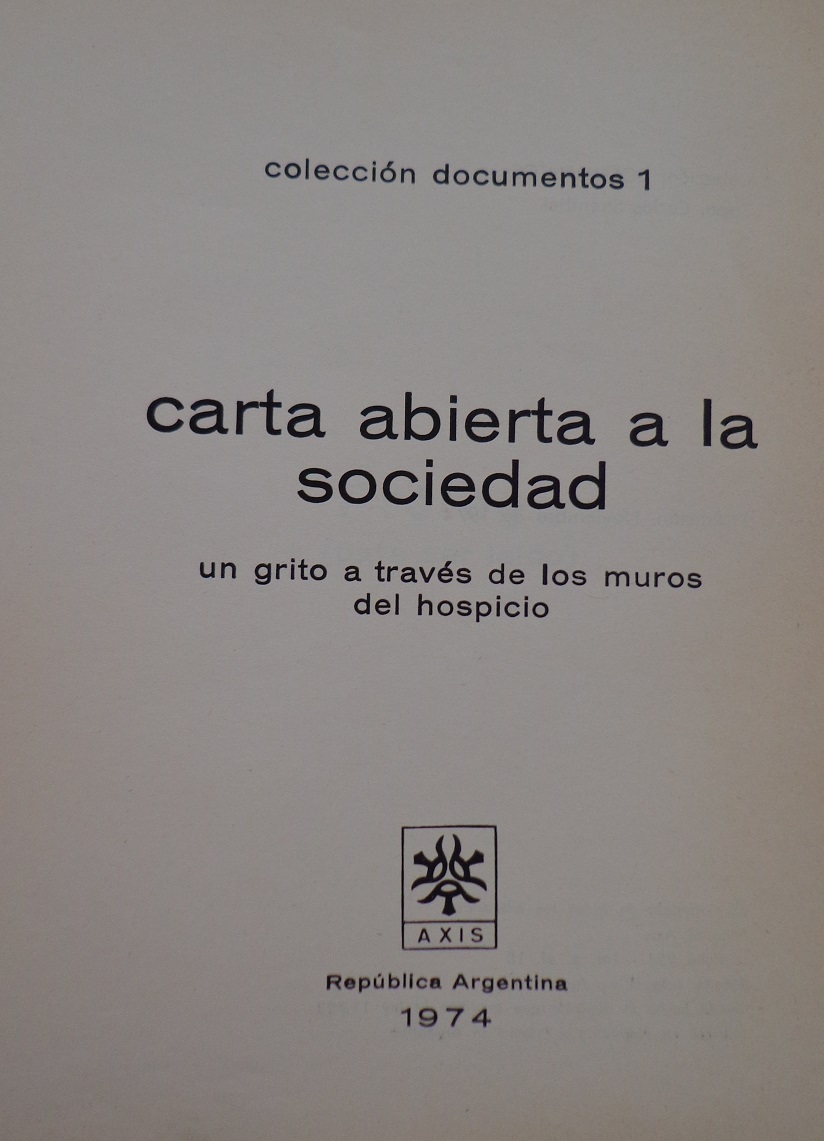 colección documentos 1
carta abierta a la
sociedad
un grito a través de los muros
del hospicio
AXIS
República Argentina
1974